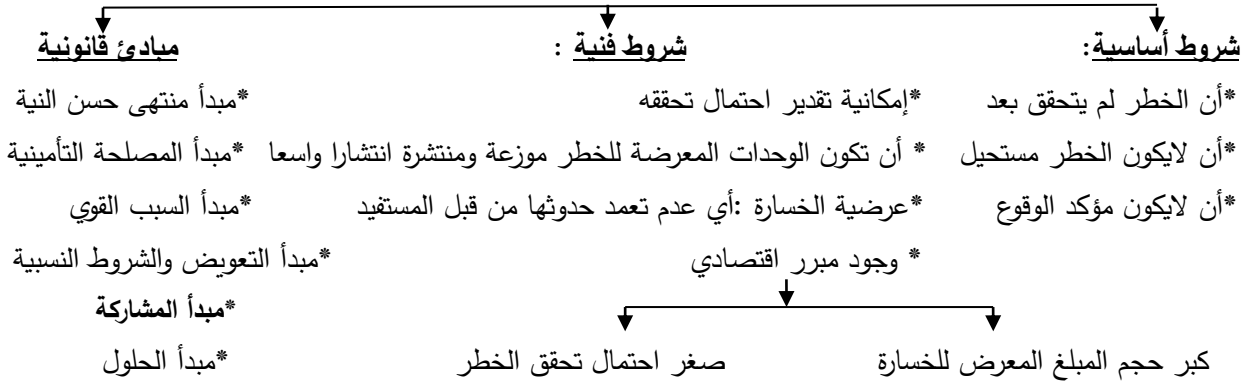 شروط أساسية: شروط فنية : مبادئ قانونية
*أن الخطر لم يتحقق بعد *إمكانية تقدير احتمال تحققه *مبدأ منتهى حسن النية
*أن لايكون الخطر مستحيل * أن تكون الوحدات المعرضة للخطر موزعة ومنتشرة انتشارا واسعا *مبدأ المصلحة التأمينية
*أن لايكون مؤكد الوقوع *عرضية الخسارة :أي عدم تعمد حدوثها من قبل المستفيد *مبدأ السبب القوي
* وجود مبرر اقتصادي *مبدأ التعويض والشروط النسبية
*مبدأ المشاركة
كبر حجم المبلغ المعرض للخسارة صغر احتمال تحقق الخطر *مبدأ الحلول